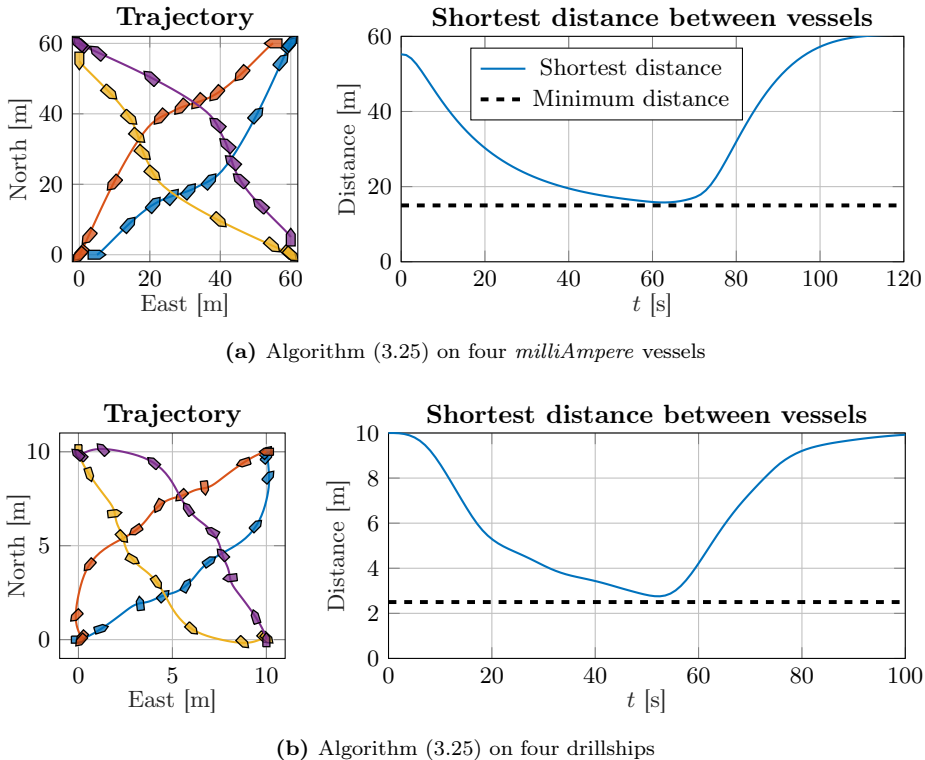 Trajectory
Shortest distance between vessels
60
40
20
0
North [m]
0 20 40 60
East [m]
60
40
20
0
Distance [m]
Shortest distance
Minimum distance
0 20 40 60 80 100 120
t [s]
(a) Algorithm (3.25) on four milliAmpere vessels
Trajectory
Shortest distance between vessels
10
5
0
North [m]
0 5 10
East [m]
10
8
6
4
2
0
Distance [m]
0 20 40 60 80 100
t [s]
(b) Algorithm (3.25) on four drillships